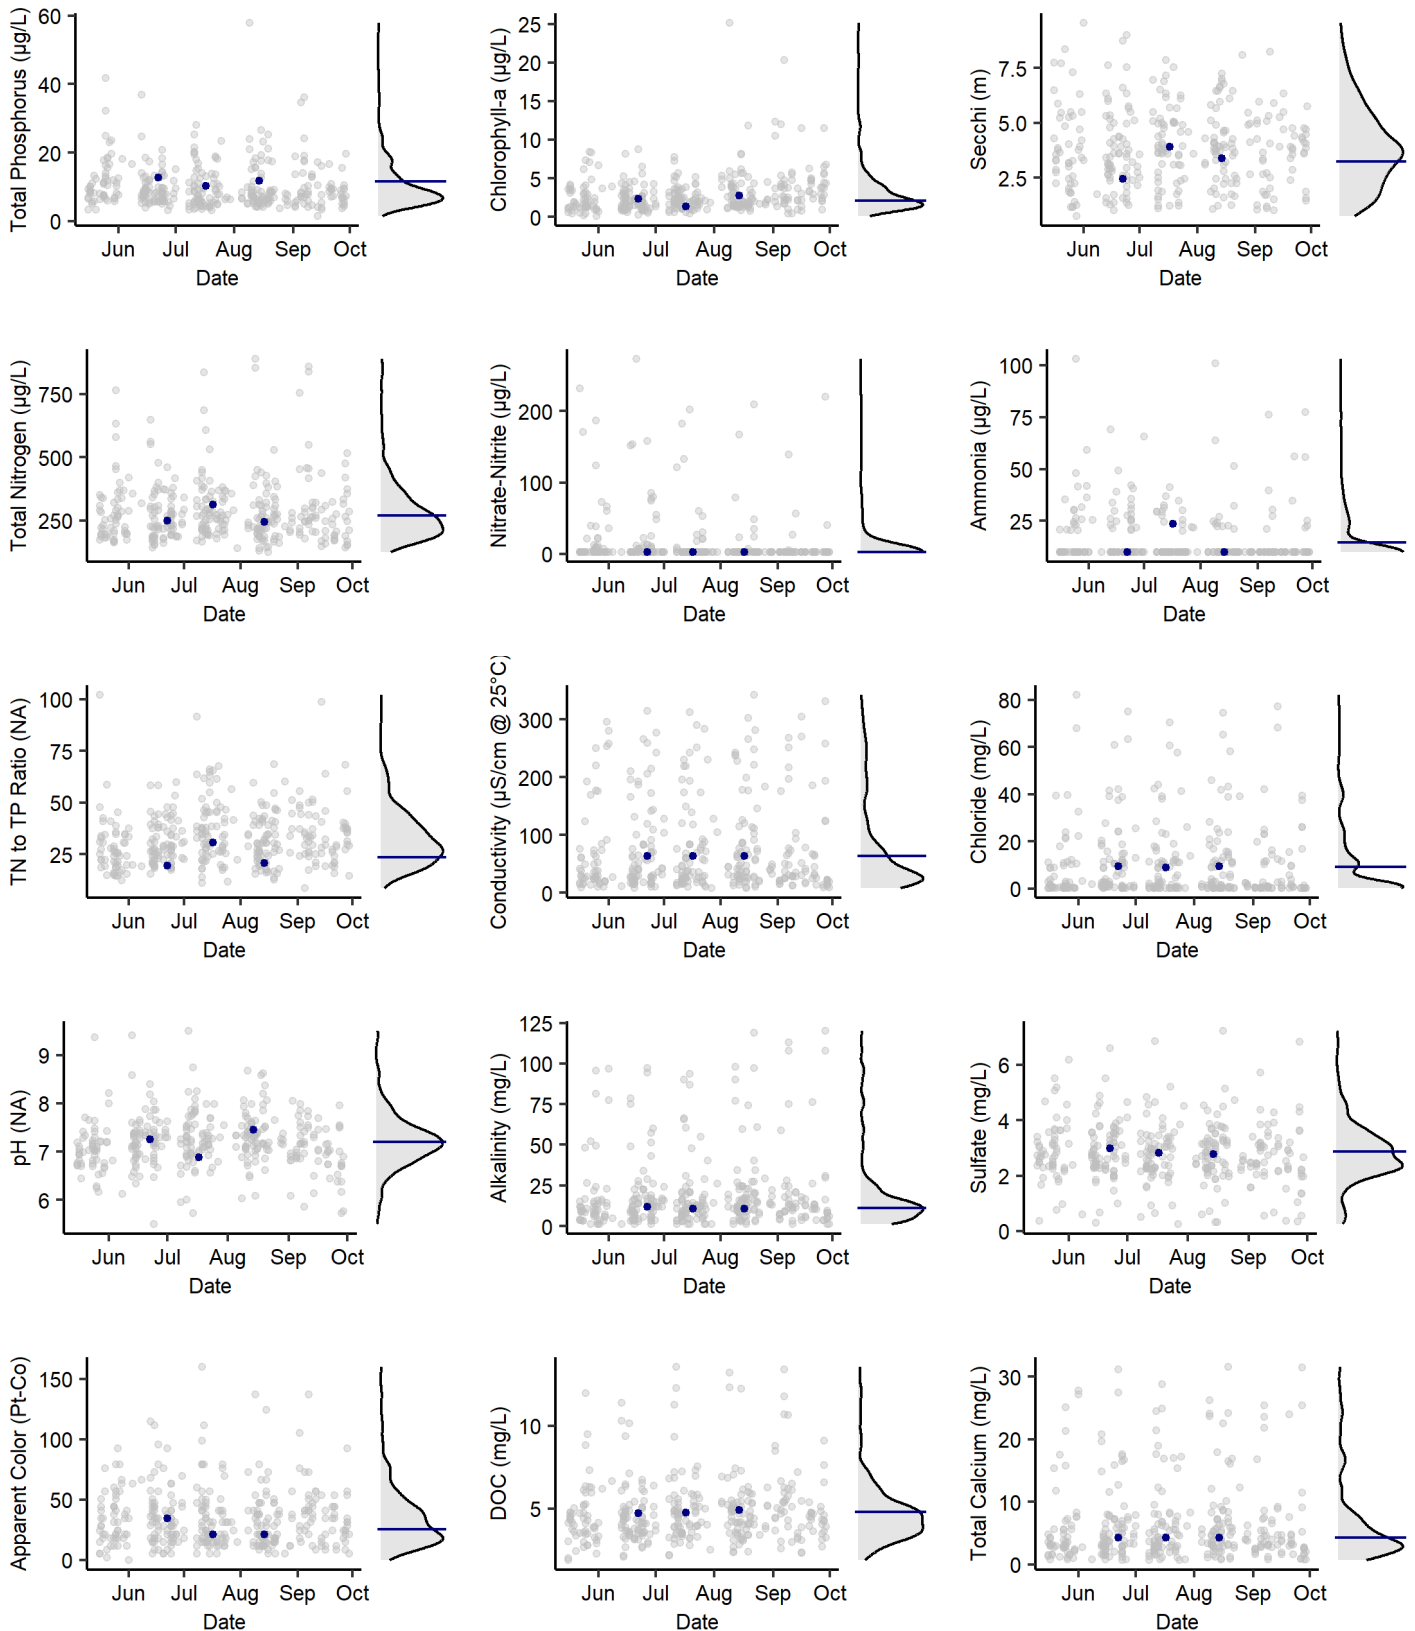 Total Phosphorus (µg/L)
60
40
20
0
Jun Jul Aug Sep Oct
Date
Chlorophyll-a (µg/L)
25
20
15
10
5
0
Jun Jul Aug Sep Oct
Date
Secchi (m)
7.5
5.0
2.5
Jun Jul Aug Sep Oct
Date
Total Nitrogen (µg/L)
750
500
250
Jun Jul Aug Sep Oct
Date
Nitrate-Nitrite (µg/L)
200
100
0
Jun Jul Aug Sep Oct
Date
Ammonia (µg/L)
100
75
50
25
Jun Jul Aug Sep Oct
Date
TN to TP Ratio (NA)
100
75
50
25
Jun Jul Aug Sep Oct
Date
Conductivity (µS/cm @ 25°C)
300
200
100
0
Jun Jul Aug Sep Oct
Date
Chloride (mg/L)
80
60
40
20
0
Jun Jul Aug Sep Oct
Date
pH (NA)
9
8
7
6
Jun Jul Aug Sep Oct
Date
Alkalinity (mg/L)
125
100
75
50
25
0
Jun Jul Aug Sep Oct
Date
Sulfate (mg/L)
6
4
2
0
Jun Jul Aug Sep Oct
Date
Apparent Color (Pt-Co)
150
100
50
0
Jun Jul Aug Sep Oct
Date
DOC (mg/L)
10
5
Jun Jul Aug Sep Oct
Date
Total Calcium (mg/L)
30
20
10
0
Jun Jul Aug Sep Oct
Date